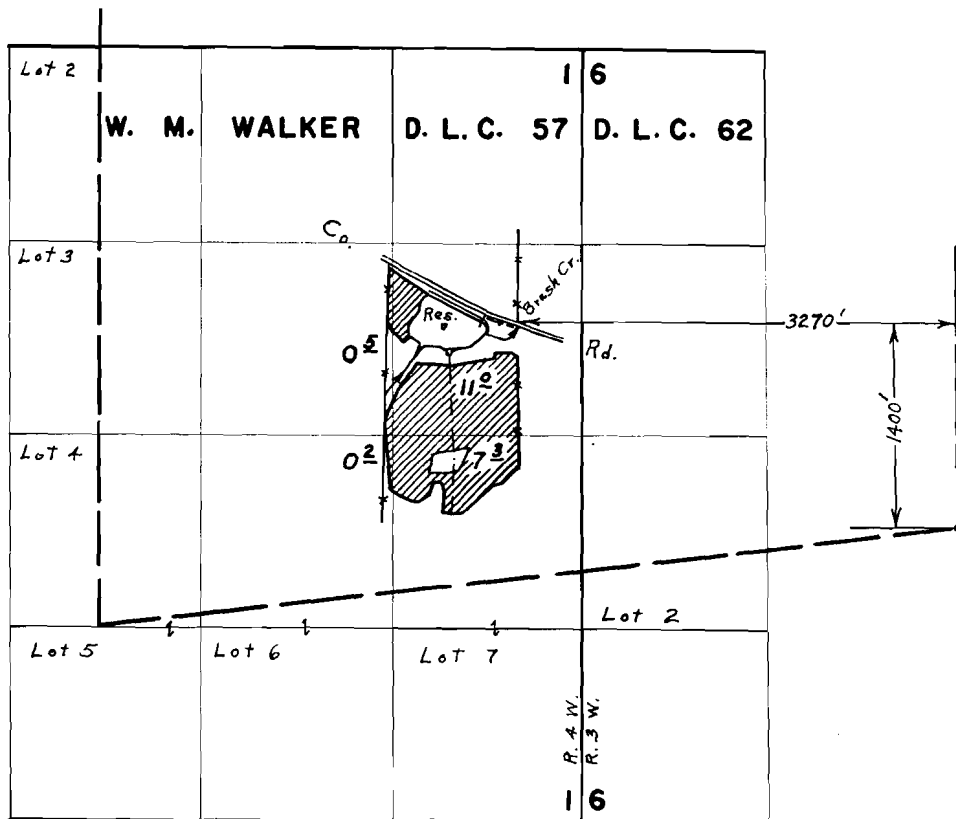 Lot 2
1 6
W. M. WALKER D. L. C. 57 D. L. C. 62
Co.
Lot 3
Brush Cr.
Res.
3270'
Rd.
0 5
11 0
1400'
Lot 4
0 2
7 3
Lot 2
Lot 5
Lot 6
Lot 7
R. 4 W.
R. 3 W.
1 6